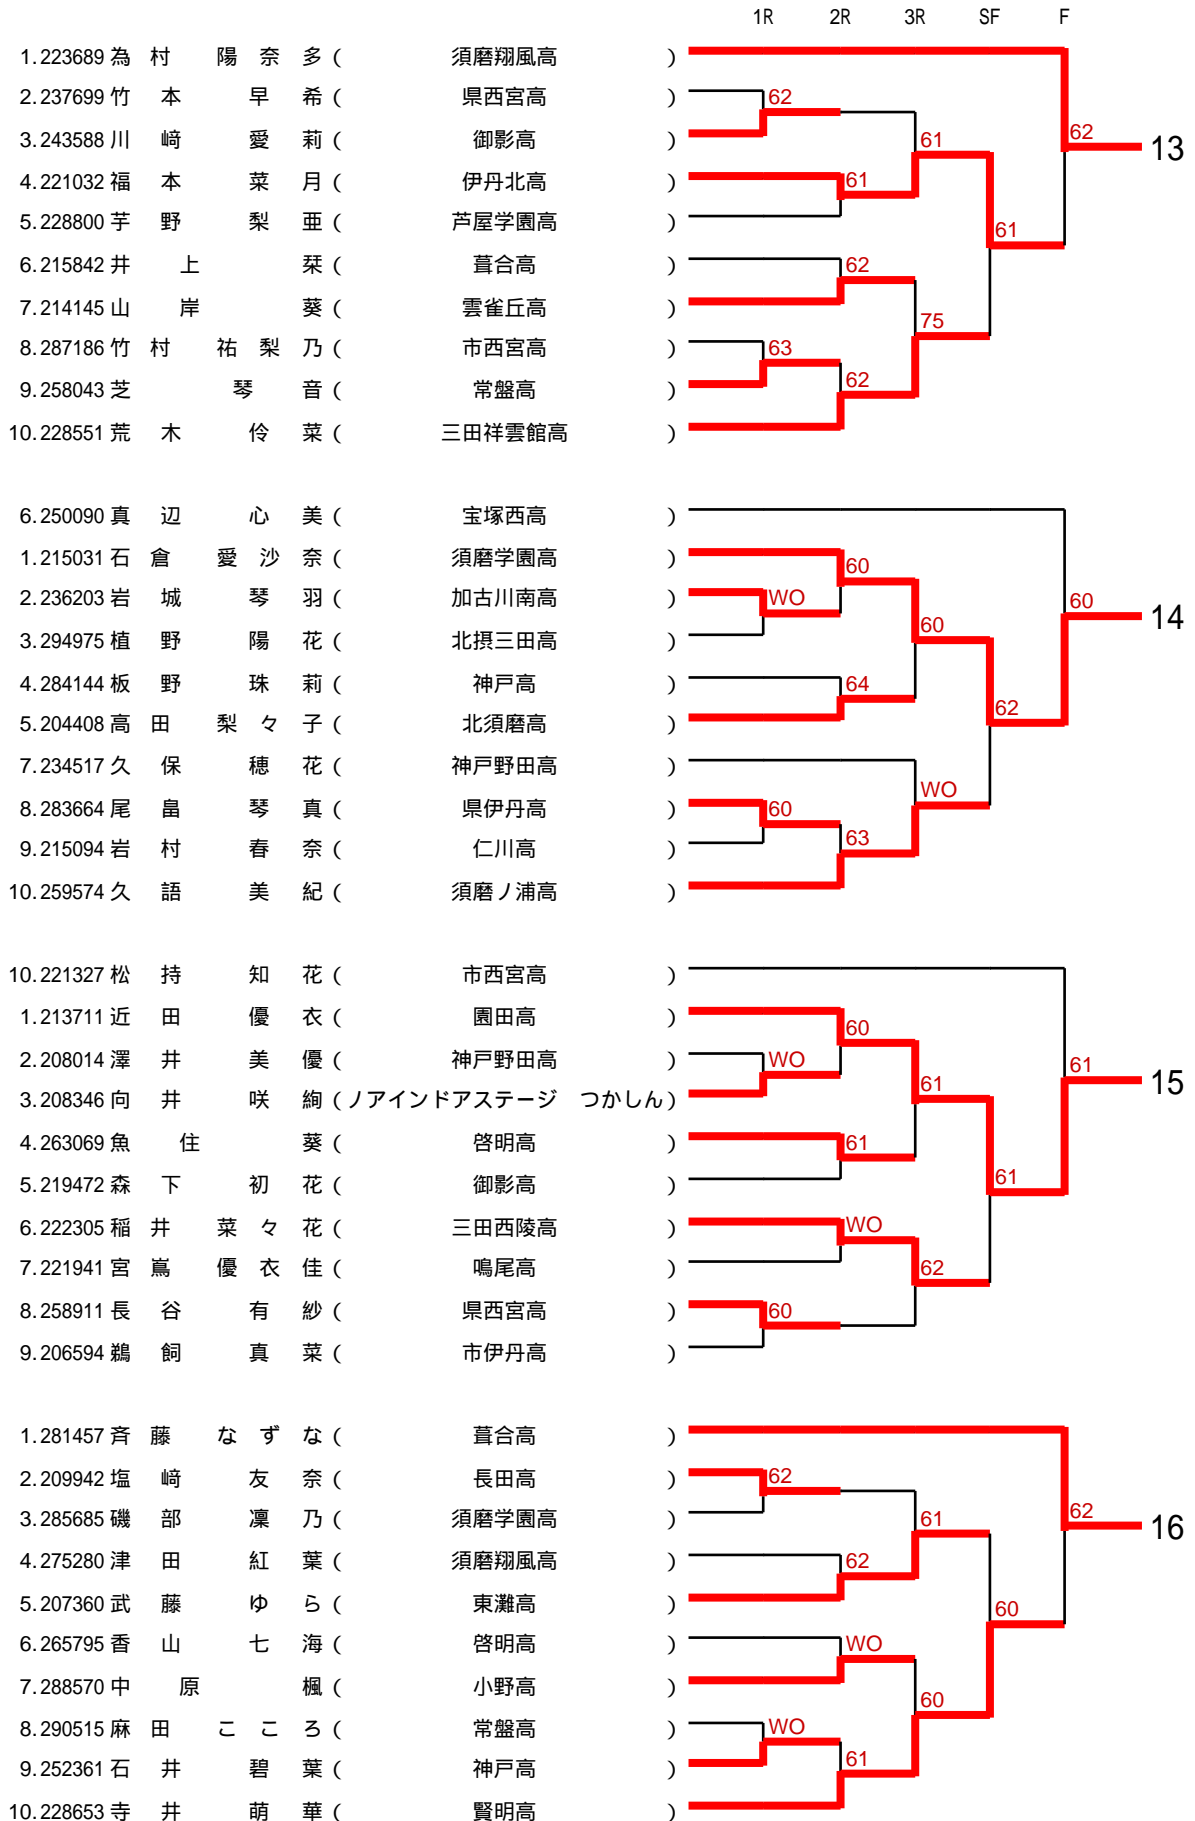 1R 2R 3R SF F
1.223689 為村 陽奈多 ( 須磨翔風高 )
2.237699 竹本 早希 ( 県西宮高 ) 62
3.243588 川﨑 愛莉 ( 御影高 ) 61 62 13
4.221032 福本 菜月 ( 伊丹北高 ) 61
5.228800 芋野 梨亜 ( 芦屋学園高 ) 61
6.215842 井上 栞 ( 葺合高 ) 62
7.214145 山岸 葵 ( 雲雀丘高 ) 75
8.287186 竹村 祐梨乃 ( 市西宮高 ) 63
9.258043 芝 琴音 ( 常盤高 ) 62
10.228551 荒木 伶菜 ( 三田祥雲館高 )
6.250090 真辺 心美 ( 宝塚西高 )
1.215031 石倉 愛沙奈 ( 須磨学園高 ) 60
2.236203 岩城 琴羽 ( 加古川南高 ) WO 60 14
3.294975 植野 陽花 ( 北摂三田高 ) 60
4.284144 板野 珠莉 ( 神戸高 ) 64
5.204408 高田 梨々子 ( 北須磨高 ) 62
7.234517 久保 穂花 ( 神戸野田高 ) WO
8.283664 尾畠 琴真 ( 県伊丹高 ) 60
9.215094 岩村 春奈 ( 仁川高 ) 63
10.259574 久語 美紀 ( 須磨ノ浦高 )
10.221327 松持 知花 ( 市西宮高 )
1.213711 近田 優衣 ( 園田高 ) 60
2.208014 澤井 美優 ( 神戸野田高 ) WO 61 15
3.208346 向井 咲絢 ( ノアインドアステージ つかしん ) 61
4.263069 魚住 葵 ( 啓明高 ) 61
5.219472 森下 初花 ( 御影高 ) 61
6.222305 稲井 菜々花 ( 三田西陵高 ) WO
7.221941 宮嶌 優衣佳 ( 鳴尾高 ) 62
8.258911 長谷 有紗 ( 県西宮高 ) 60
9.206594 鵜飼 真菜 ( 市伊丹高 )
1.281457 斉藤 なずな ( 葺合高 )
2.209942 塩﨑 友奈 ( 長田高 ) 62
3.285685 磯部 凜乃 ( 須磨学園高 ) 61 62 16
4.275280 津田 紅葉 ( 須磨翔風高 ) 62
5.207360 武藤 ゆら ( 東灘高 ) 60
6.265795 香山 七海 ( 啓明高 ) WO
7.288570 中原 楓 ( 小野高 ) 60
8.290515 麻田 こころ ( 常盤高 ) WO
9.252361 石井 碧葉 ( 神戸高 ) 61
10.228653 寺井 萌華 ( 賢明高 )